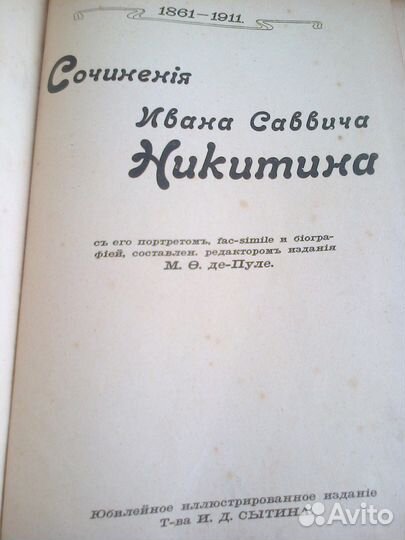 1861—1911.
Сочиненія
Ивана Саввича
Никитина
съ его портретомъ, fac-simile и біогра-
фіей, составлен. редакторомъ изданія
М. Ѳ. де-Пуле.
Юбилейное иллюстрированное изданіе
Т-ва И. Д. СЫТИНА
Avito